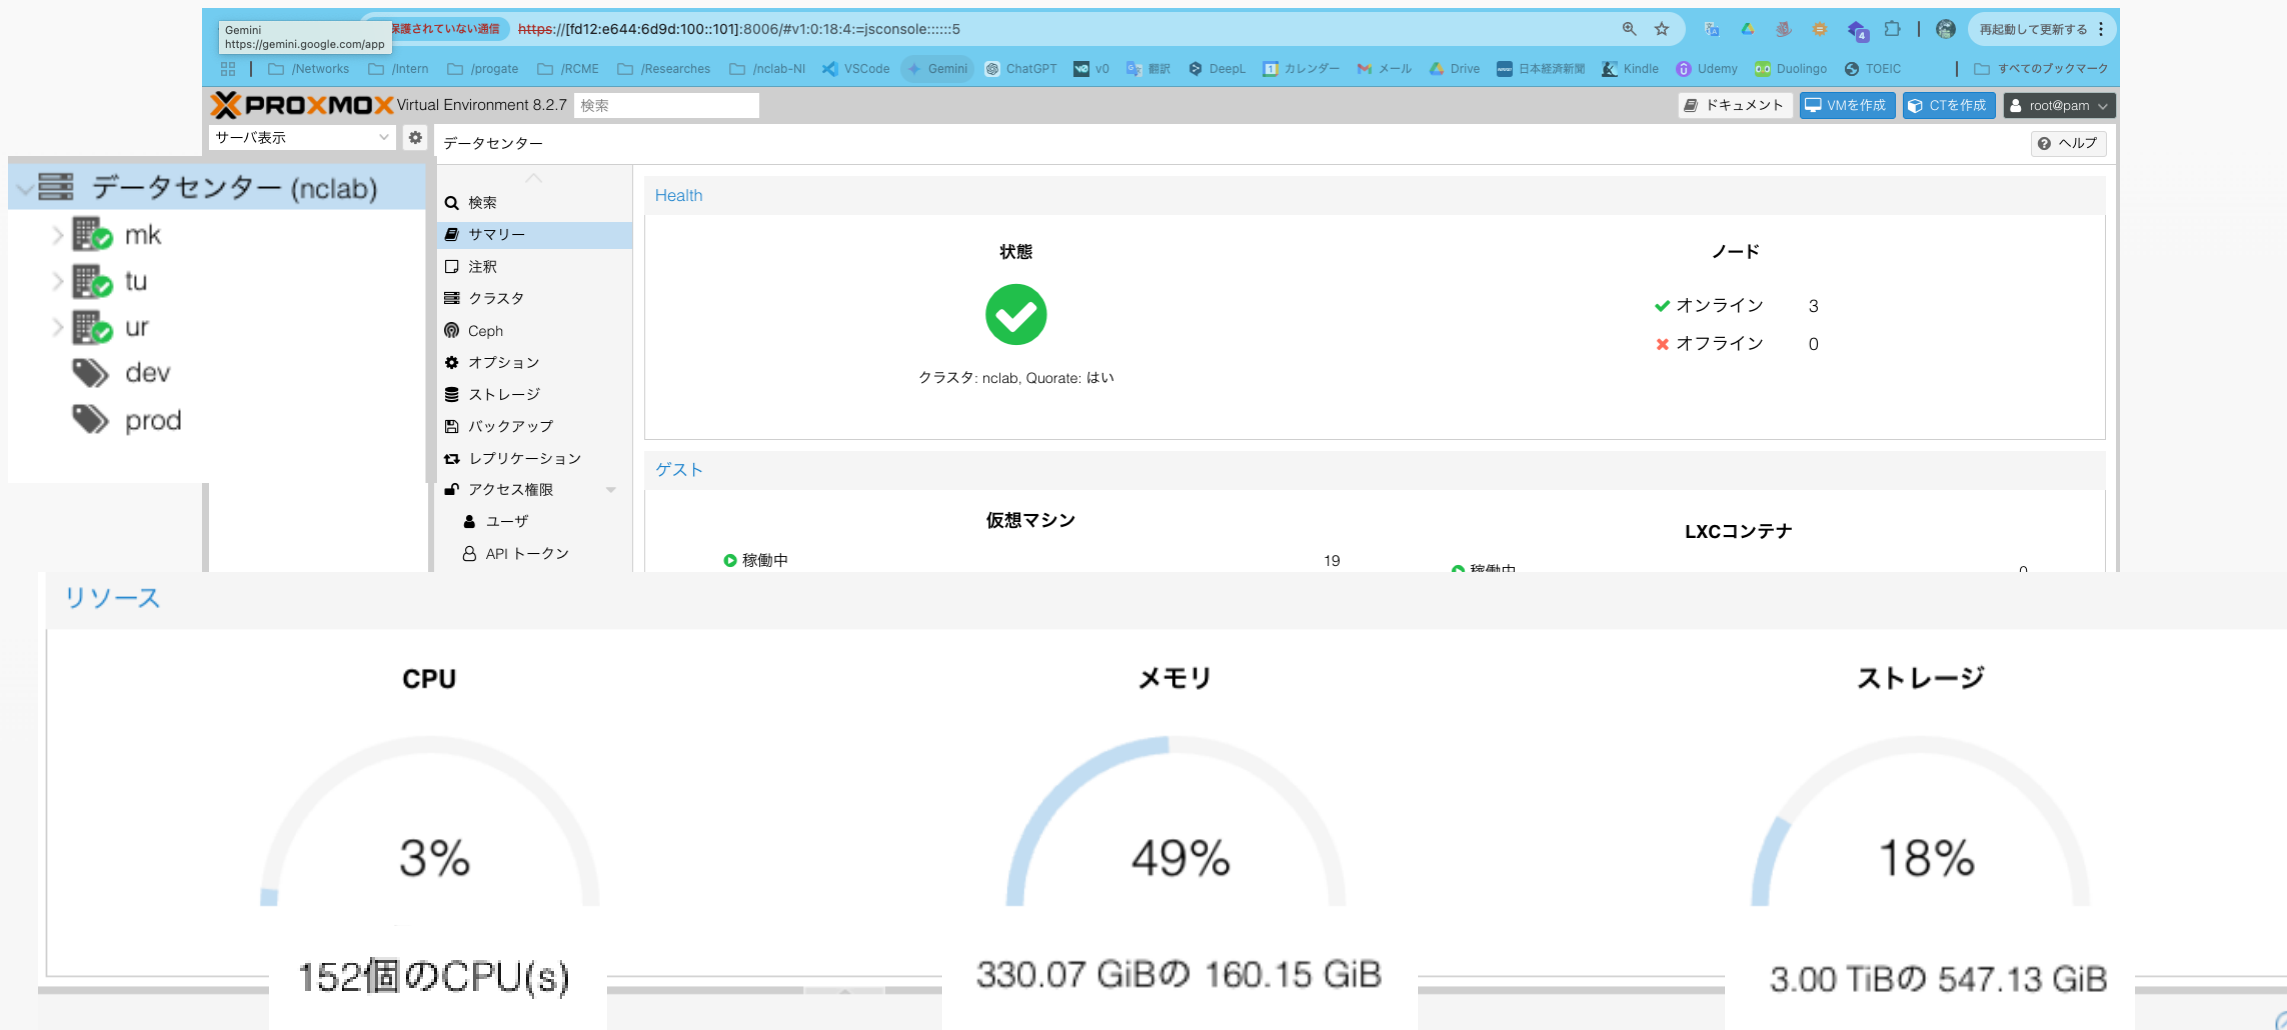 Gemini
https://gemini.google.com/app
保護されていない通信
https://[fd12:e644:6d9d:100::101]:8006/#v1:0:18:4:=jsconsole::::::5
4
再起動して更新する
/Networks /Intern /progate /RCME /Researches /nclab-NI VSCode Gemini ChatGPT v0 翻訳 DeepL カレンダー メール Drive 日本経済新聞 Kindle Udemy Duolingo TOEIC すべてのブックマーク
PROXMOX Virtual Environment 8.2.7 検索 ドキュメント VMを作成 CTを作成 root@pam
サーバ表示
データセンター
ヘルプ
データセンター (nclab)
mk
tu
ur
dev
prod
検索
サマリー
注釈
クラスタ
Ceph
オプション
ストレージ
バックアップ
レプリケーション
アクセス権限
ユーザ
API トークン
Health
状態
クラスタ: nclab, Quorate: はい
ノード
オンライン 3
オフライン 0
ゲスト
仮想マシン
稼働中 19
LXCコンテナ
稼働中 0
リソース
CPU
3%
152個のCPU(s)
メモリ
49%
330.07 GiBの 160.15 GiB
ストレージ
18%
3.00 TiBの 547.13 GiB